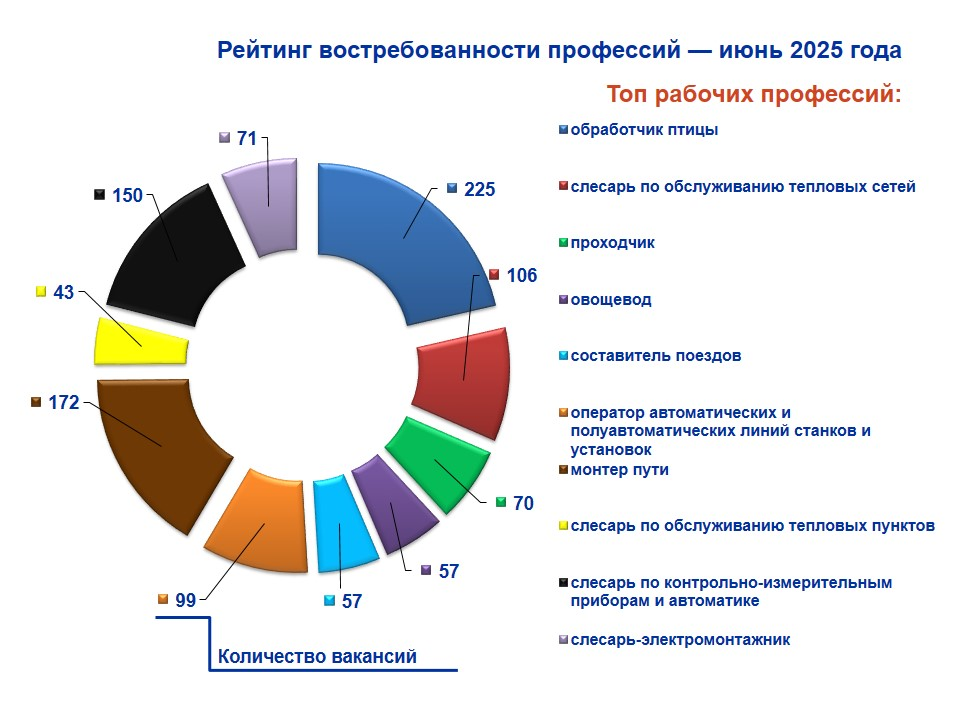 Рейтинг востребованности профессий — июнь 2025 года
Топ рабочих профессий:
обработчик птицы
слесарь по обслуживанию тепловых сетей
проходчик
овощевод
составитель поездов
оператор автоматических и
полуавтоматических линий станков и
установок
монтер пути
слесарь по обслуживанию тепловых пунктов
слесарь по контрольно-измерительным
приборам и автоматике
слесарь-электромонтажник
71
225
150
106
43
172
70
57
57
99
Количество вакансий